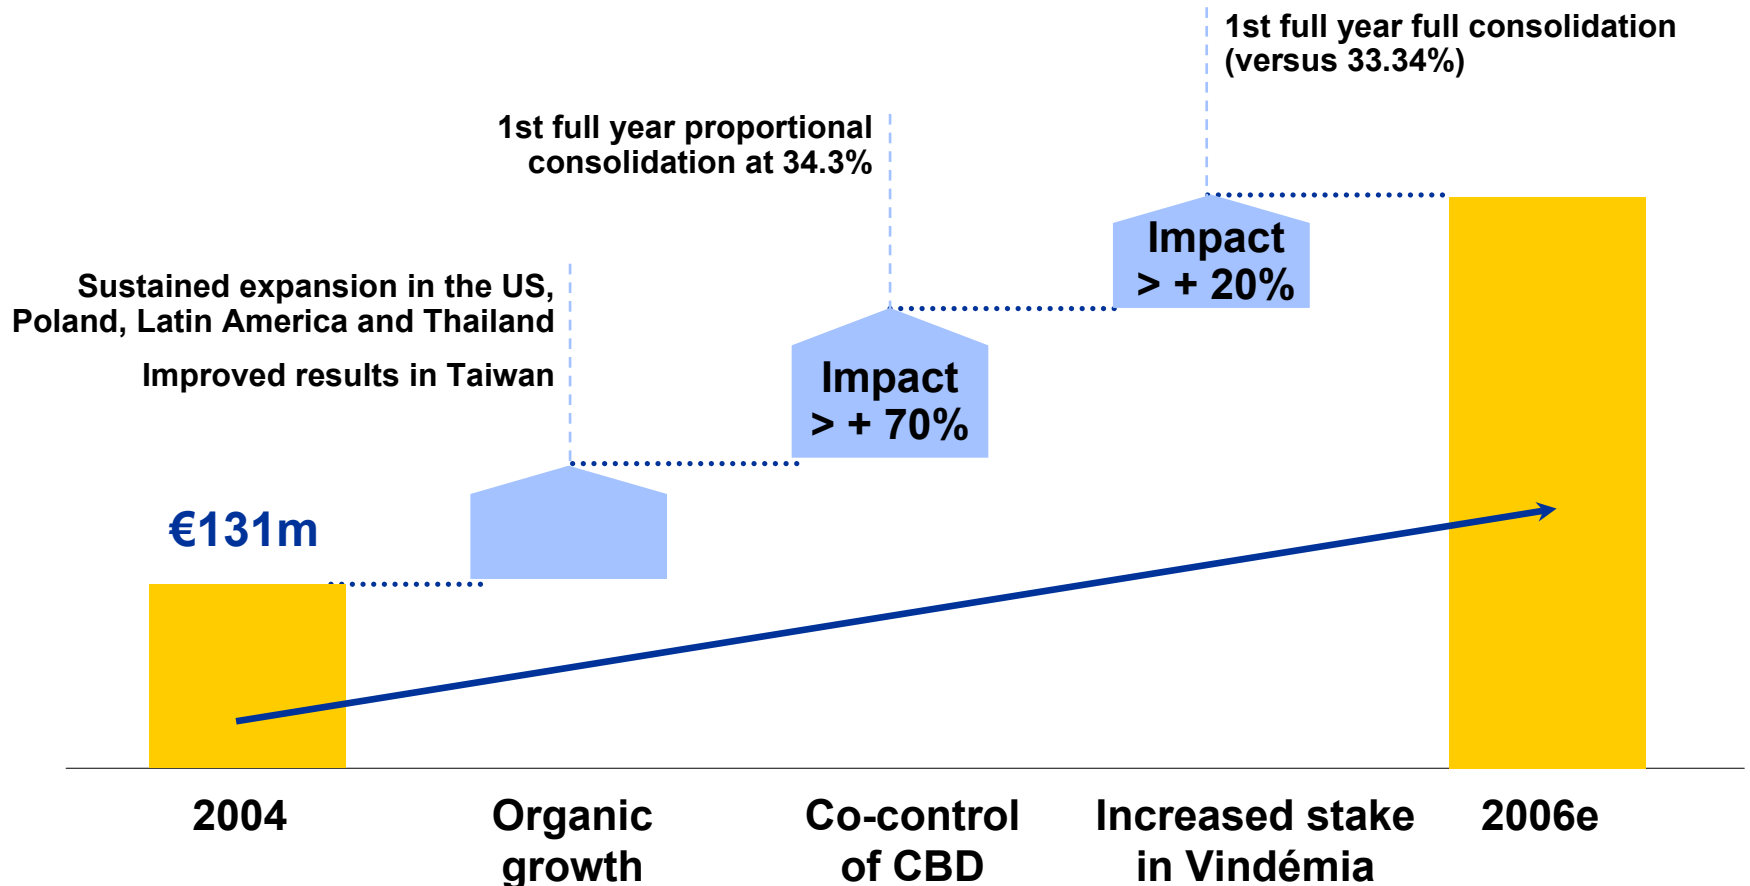 1st full year full consolidation
(versus 33.34%)
1st full year proportional
consolidation at 34.3%
Sustained expansion in the US,
Poland, Latin America and Thailand
Improved results in Taiwan
Impact
> + 20%
Impact
> + 70%
€131m
2004
Organic
growth
Co-control
of CBD
Increased stake
in Vindémia
2006e